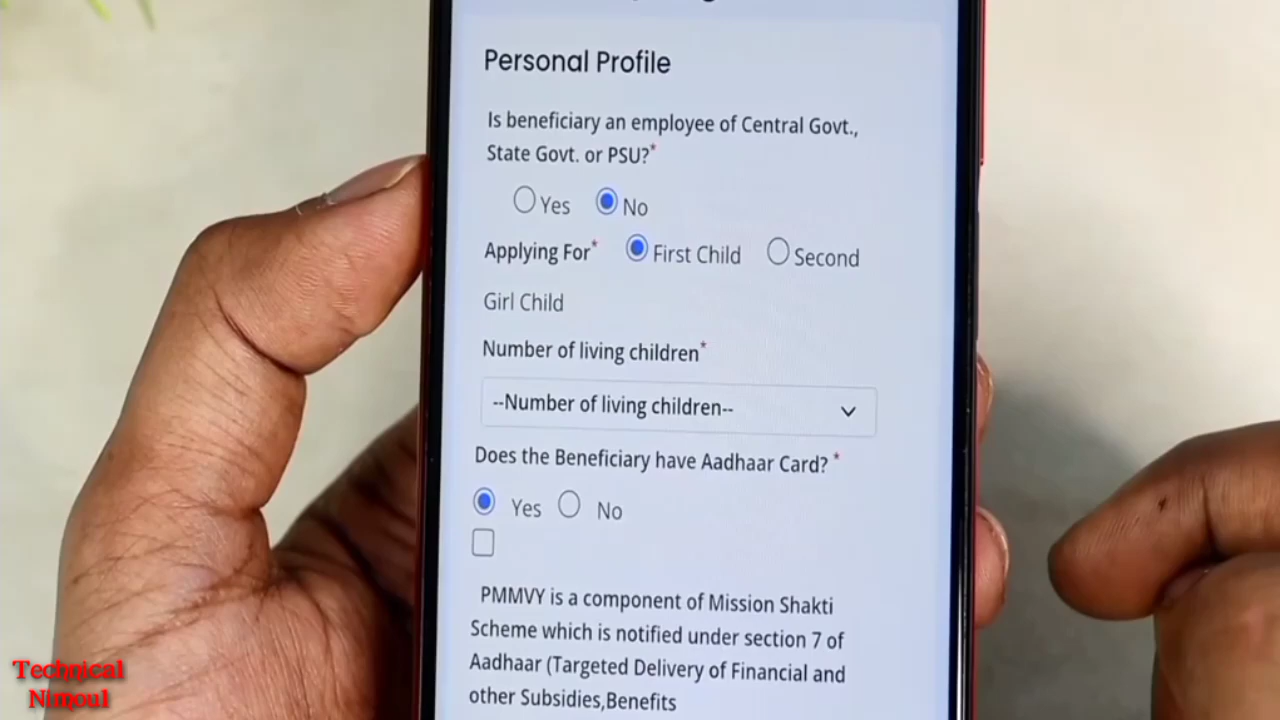 Personal Profile
Is beneficiary an employee of Central Govt.,
State Govt. or PSU?*
Yes No
Applying For* First Child Second
Girl Child
Number of living children*
--Number of living children--
Does the Beneficiary have Aadhaar Card? *
Yes No
PMMVY is a component of Mission Shakti
Scheme which is notified under section 7 of
Aadhaar (Targeted Delivery of Financial and
other Subsidies,Benefits
Technical
Nimoul